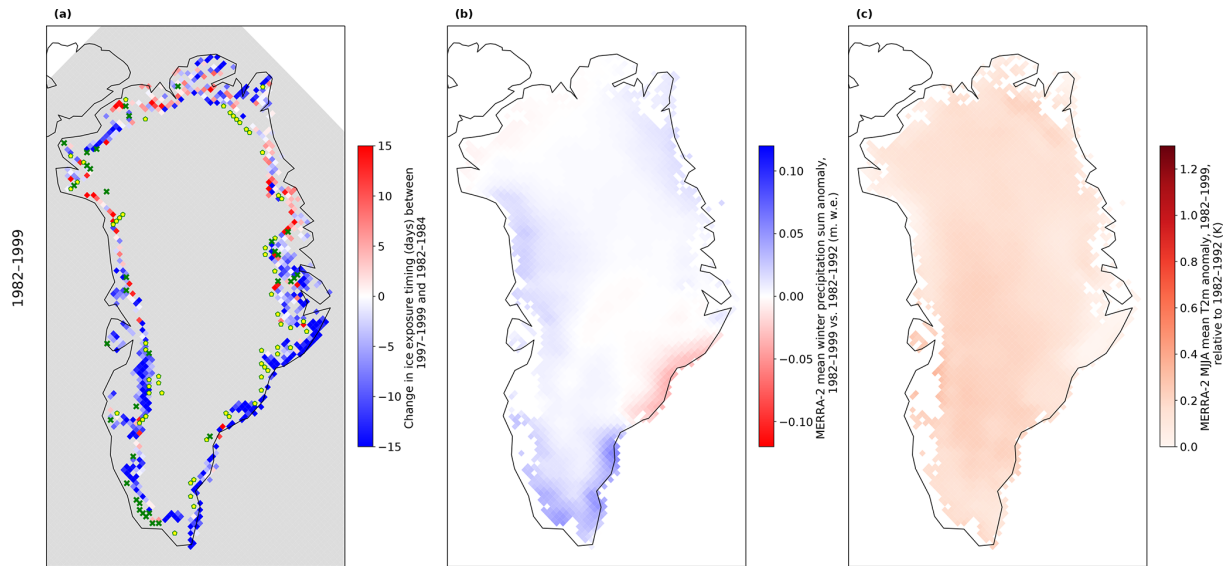 (a)
(b)
(c)
1982–1999
15
10
5
0
−5
−10
−15
Change in ice exposure timing (days) between
1997–1999 and 1982–1984
0.10
0.05
0.00
−0.05
−0.10
MERRA-2 mean winter precipitation sum anomaly,
1982–1999 vs. 1982–1992 (m. w.e.)
1.2
1.0
0.8
0.6
0.4
0.2
0.0
MERRA-2 MJJA mean T2m anomaly, 1982–1999,
relative to 1982–1992 (K)